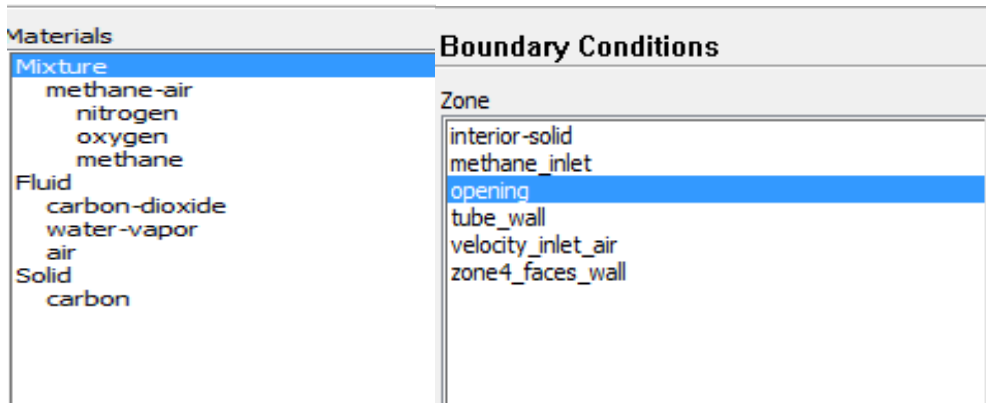 Materials
Mixture
methane-air
nitrogen
oxygen
methane
Fluid
carbon-dioxide
water-vapor
air
Solid
carbon
Boundary Conditions
Zone
interior-solid
methane_inlet
opening
tube_wall
velocity_inlet_air
zone4_faces_wall